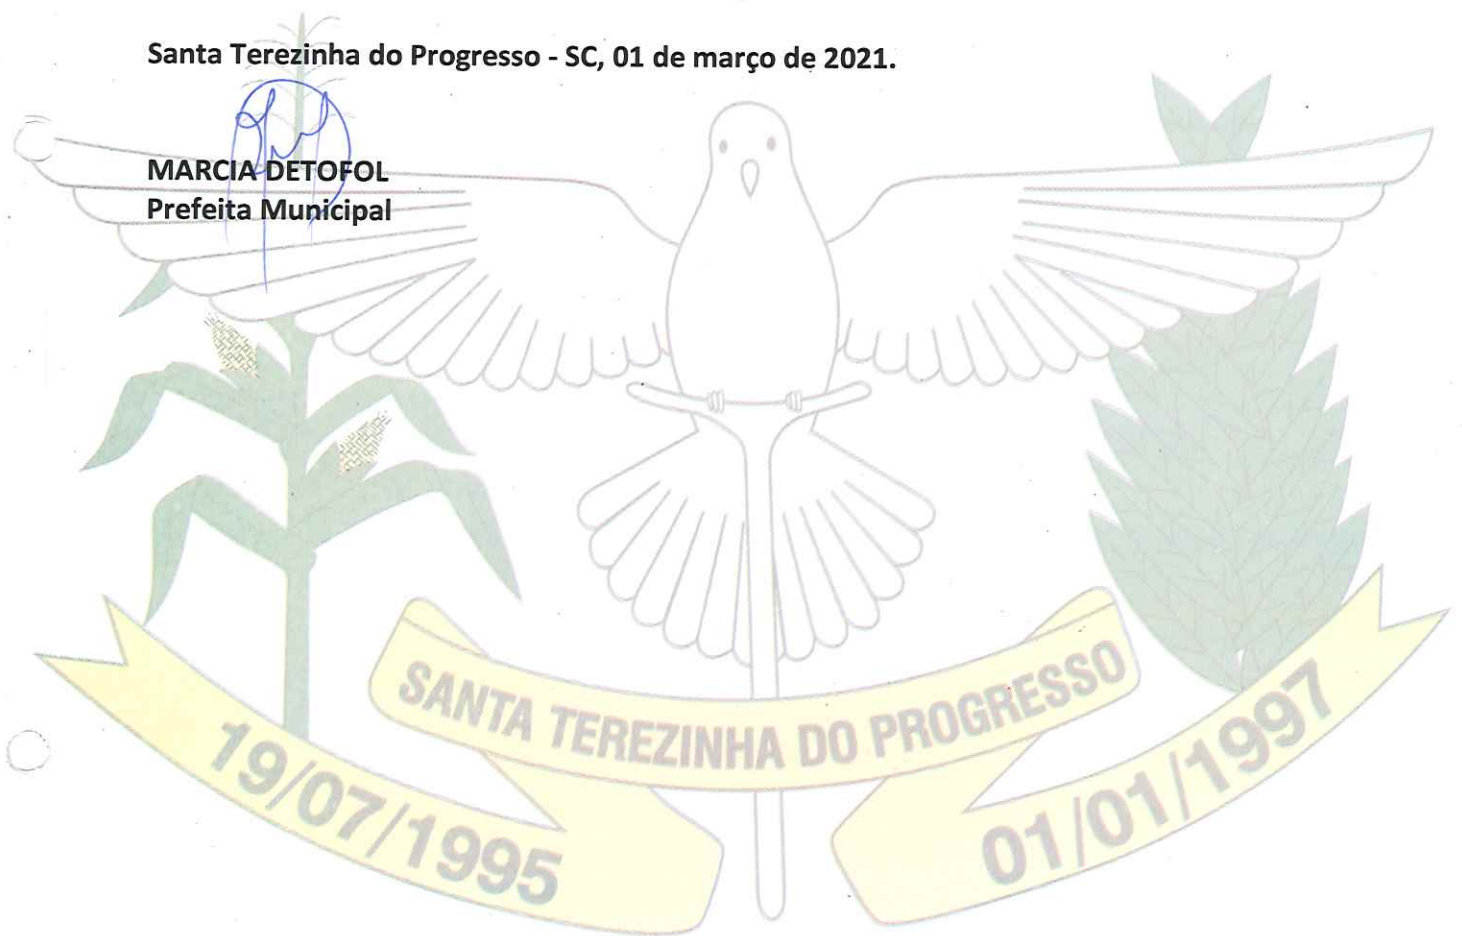 Santa Terezinha do Progresso - SC, 01 de março de 2021.
MARCIA DETOFOL
Prefeita Municipal
SANTA TEREZINHA DO PROGRESSO
19/07/1995
01/01/1997